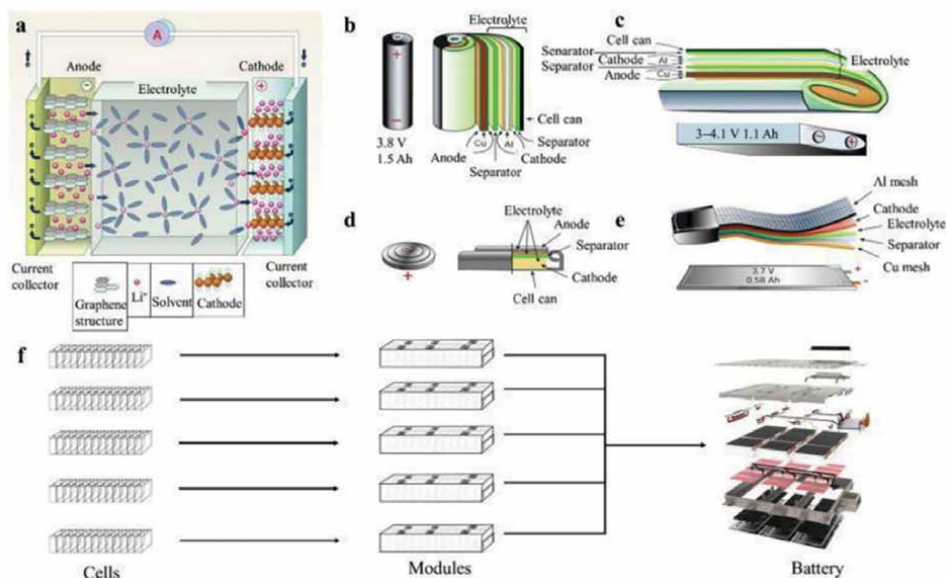 a
A
Anode
Cathode
Electrolyte
−
+
Current
collector
Current
collector
Graphene
structure
Li+
Solvent
Cathode
b
Electrolyte
+
−
3.8 V
1.5 Ah
Cu
Al
Anode
Cell can
Separator
Cathode
Separator
c
Cell can
Senarator
Cathode
Al
Separator
Anode
Cu
Electrolyte
3–4.1 V 1.1 Ah
−
+
d
+
Electrolyte
Anode
Separator
Cathode
Cell can
e
Al mesh
Cathode
Electrolyte
Separator
Cu mesh
3.7 V
0.58 Ah
+
−
f
Cells
Modules
Battery